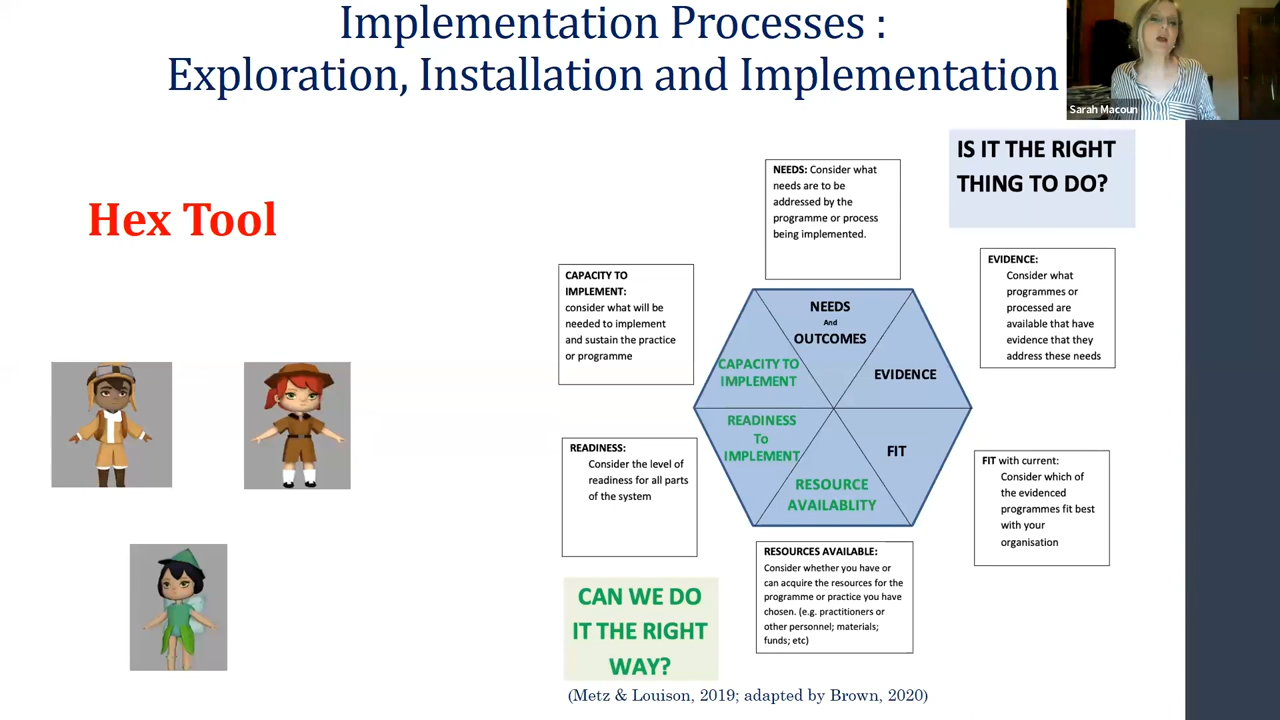 Implementation Processes :
Exploration, Installation and Implementation
Sarah Macoun
Hex Tool
IS IT THE RIGHT
THING TO DO?
NEEDS: Consider what
needs are to be
addressed by the
programme or process
being implemented.
EVIDENCE:
Consider what
programmes or
processed are
available that have
evidence that they
address these needs
CAPACITY TO
IMPLEMENT:
consider what will be
needed to implement
and sustain the practice
or programme
NEEDS
And
OUTCOMES
EVIDENCE
FIT
RESOURCE
AVAILABLITY
READINESS
To
IMPLEMENT
CAPACITY TO
IMPLEMENT
FIT with current:
Consider which of
the evidenced
programmes fit best
with your
organisation
READINESS:
Consider the level of
readiness for all parts
of the system
RESOURCES AVAILABLE:
Consider whether you have or
can acquire the resources for the
programme or practice you have
chosen. (e.g. practitioners or
other personnel; materials;
funds; etc)
CAN WE DO
IT THE RIGHT
WAY?
(Metz & Louison, 2019; adapted by Brown, 2020)